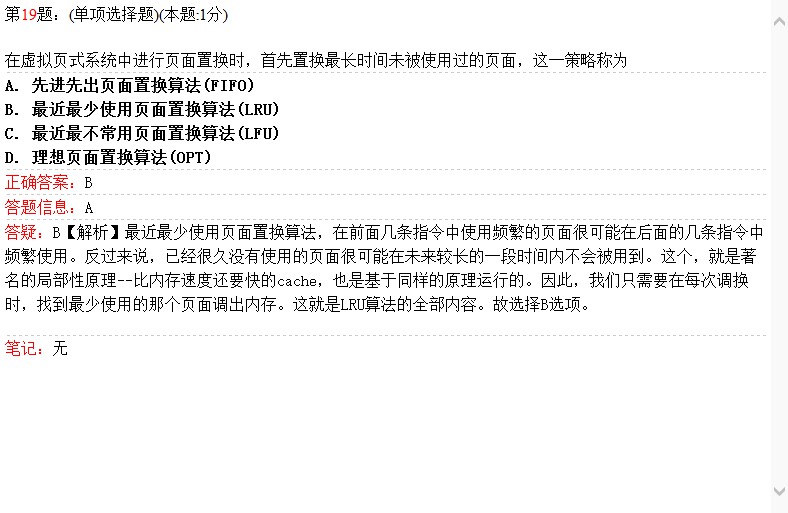 第19题：(单项选择题)(本题:1分)
在虚拟页式系统中进行页面置换时，首先置换最长时间未被使用过的页面，这一策略称为
A. 先进先出页面置换算法(FIFO)
B. 最近最少使用页面置换算法(LRU)
C. 最近最不常用页面置换算法(LFU)
D. 理想页面置换算法(OPT)
正确答案：B
答题信息：A
答疑：B【解析】最近最少使用页面置换算法，在前面几条指令中使用频繁的页面很可能在后面的几条指令中
频繁使用。反过来说，已经很久没有使用的页面很可能在未来较长的一段时间内不会被用到。这个，就是著
名的局部性原理--比内存速度还要快的cache，也是基于同样的原理运行的。因此，我们只需要在每次调换
时，找到最少使用的那个页面调出内存。这就是LRU算法的全部内容。故选择B选项。
笔记：无